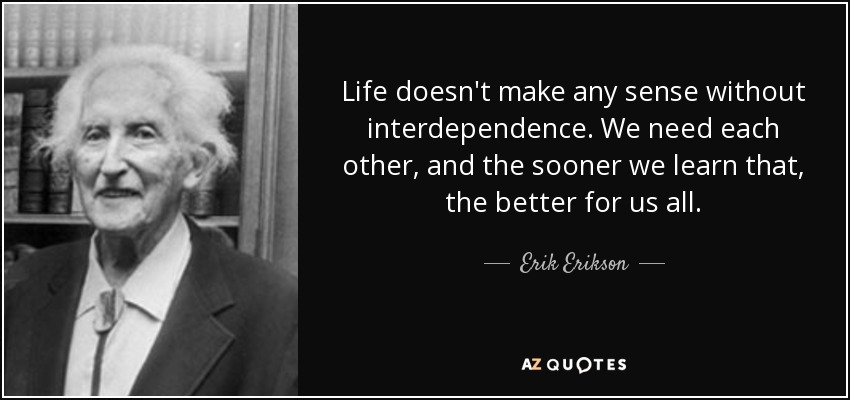 Life doesn't make any sense without
interdependence. We need each
other, and the sooner we learn that,
the better for us all.
Erik Erikson
AZ QUOTES